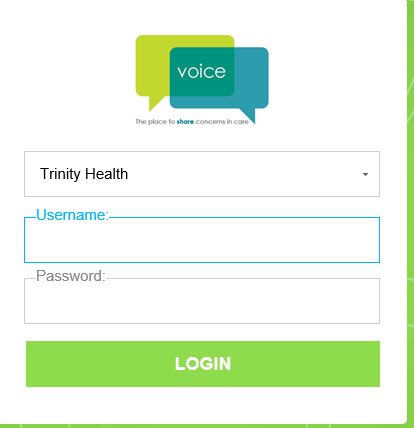 voice
The place to share concerns in care
Trinity Health
Username:
Password:
LOGIN